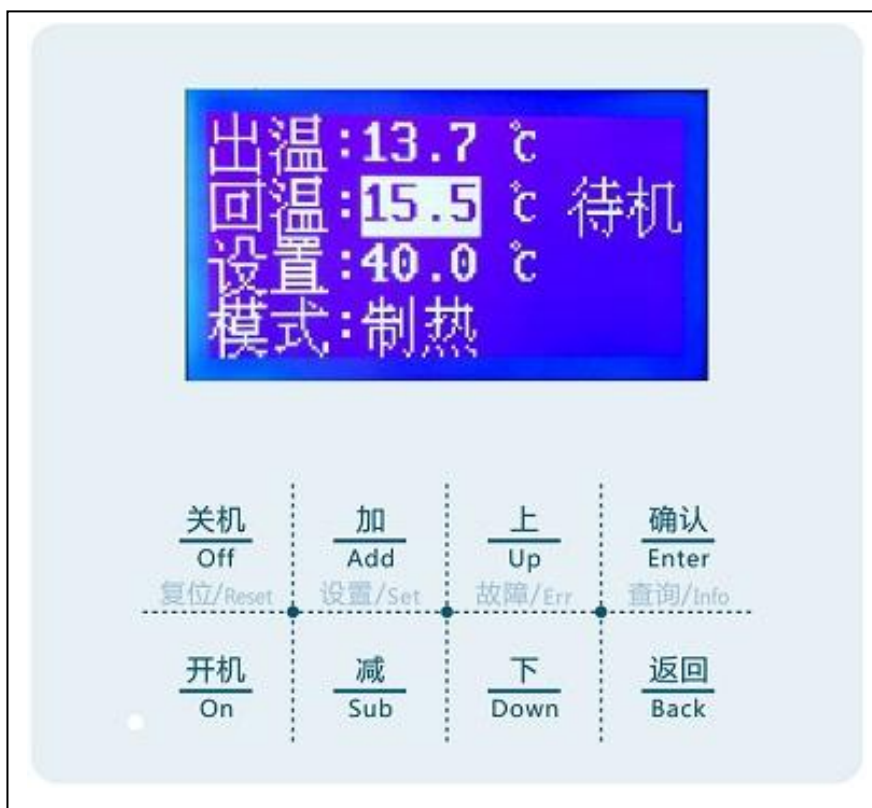 出温:13.7 ℃
回温:15.5 ℃ 待机
设置:40.0 ℃
模式:制热
关机 加 上 确认
Off Add Up Enter
复位/Reset 设置/Set 故障/Err 查询/Info
开机 减 下 返回
On Sub Down Back